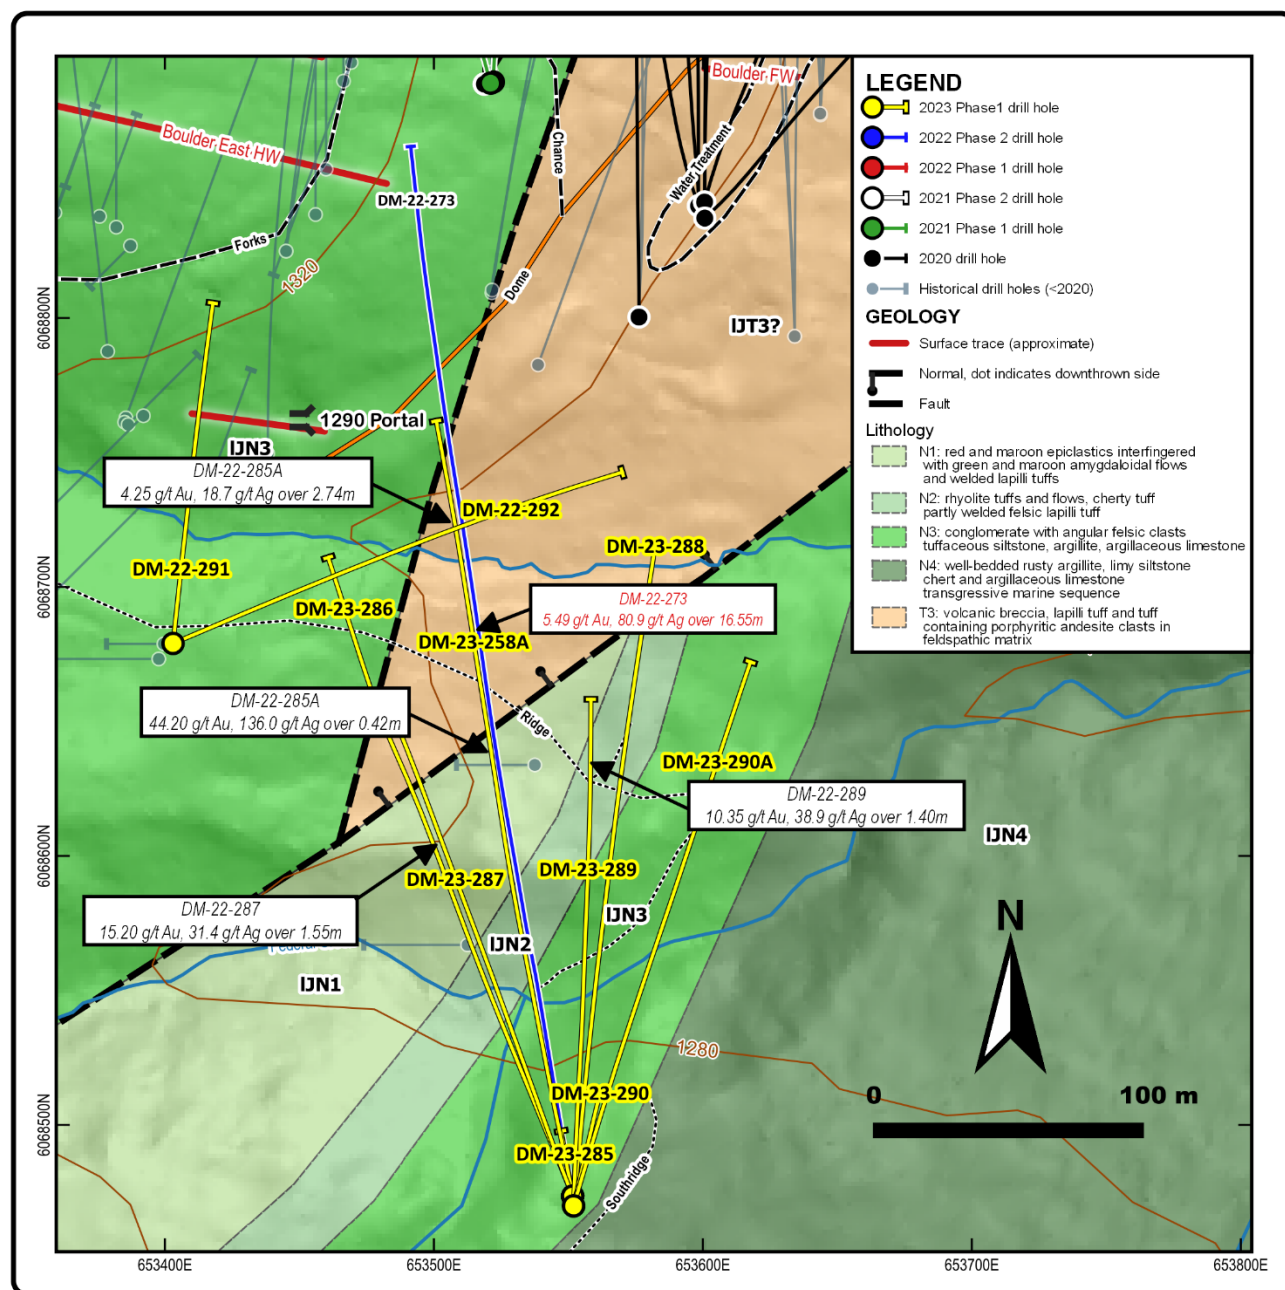 LEGEND
2023 Phase1 drill hole
2022 Phase 2 drill hole
2022 Phase 1 drill hole
2021 Phase 2 drill hole
2021 Phase 1 drill hole
2020 drill hole
Historical drill holes (<2020)
GEOLOGY
Surface trace (approximate)
Normal, dot indicates downthrown side
Fault
Lithology
N1: red and maroon epiclastics interfingered
with green and maroon amygdaloidal flows
and welded lapilli tuffs
N2: rhyolite tuffs and flows, cherty tuff
partly welded felsic lapilli tuff
N3: conglomerate with angular felsic clasts
tuffaceous siltstone, argillite, argillaceous limestone
N4: well-bedded rusty argillite, limy siltstone
chert and argillaceous limestone
transgressive marine sequence
T3: volcanic breccia, lapilli tuff and tuff
containing porphyritic andesite clasts in
feldspathic matrix
Boulder FW
Boulder East HW
Chance
Water Treatment
DM-22-273
Forks
1320
Dome
IJT3?
1290 Portal
IJN3
DM-22-285A
4.25 g/t Au, 18.7 g/t Ag over 2.74m
DM-22-292
DM-23-288
DM-22-291
DM-23-286
DM-22-273
5.49 g/t Au, 80.9 g/t Ag over 16.55m
DM-23-258A
DM-22-285A
44.20 g/t Au, 136.0 g/t Ag over 0.42m
Ridge
DM-23-290A
DM-22-289
10.35 g/t Au, 38.9 g/t Ag over 1.40m
IJN4
DM-23-289
DM-23-287
DM-22-287
15.20 g/t Au, 31.4 g/t Ag over 1.55m
IJN3
IJN2
IJN1
N
1280
DM-23-290
0 100 m
DM-23-285
Southridge
6068800N
6068700N
6068600N
6068500N
653400E
653500E
653600E
653700E
653800E